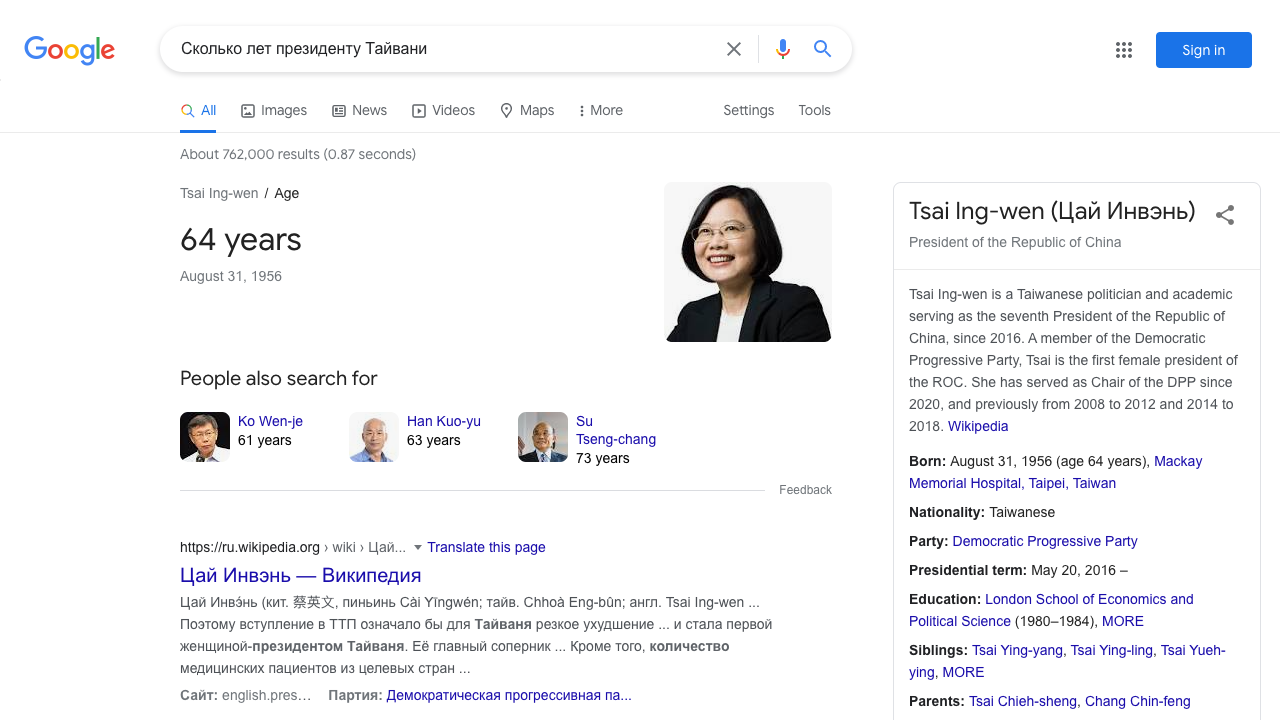 Google
Сколько лет президенту Тайвани
Sign in
All
Images
News
Videos
Maps
More
Settings
Tools
About 762,000 results (0.87 seconds)
Tsai Ing-wen / Age
64 years
August 31, 1956
People also search for
Ko Wen-je
61 years
Han Kuo-yu
63 years
Su
Tseng-chang
73 years
Feedback
https://ru.wikipedia.org › wiki › Цай... Translate this page
Цай Инвэнь — Википедия
Цай Инвэ́нь (кит. 蔡英文, пиньинь Cài Yīngwén; тайв. Chhoà Eng-bûn; англ. Tsai Ing-wen ...
Поэтому вступление в ТТП означало бы для Тайваня резкое ухудшение ... и стала первой
женщиной-президентом Тайваня. Её главный соперник ... Кроме того, количество
медицинских пациентов из целевых стран ...
Сайт: english.pres… Партия: Демократическая прогрессивная па...
Tsai Ing-wen (Цай Инвэнь)
President of the Republic of China
Tsai Ing-wen is a Taiwanese politician and academic
serving as the seventh President of the Republic of
China, since 2016. A member of the Democratic
Progressive Party, Tsai is the first female president of
the ROC. She has served as Chair of the DPP since
2020, and previously from 2008 to 2012 and 2014 to
2018. Wikipedia
Born: August 31, 1956 (age 64 years), Mackay
Memorial Hospital, Taipei, Taiwan
Nationality: Taiwanese
Party: Democratic Progressive Party
Presidential term: May 20, 2016 –
Education: London School of Economics and
Political Science (1980–1984), MORE
Siblings: Tsai Ying-yang, Tsai Ying-ling, Tsai Yueh-
ying, MORE
Parents: Tsai Chieh-sheng, Chang Chin-feng